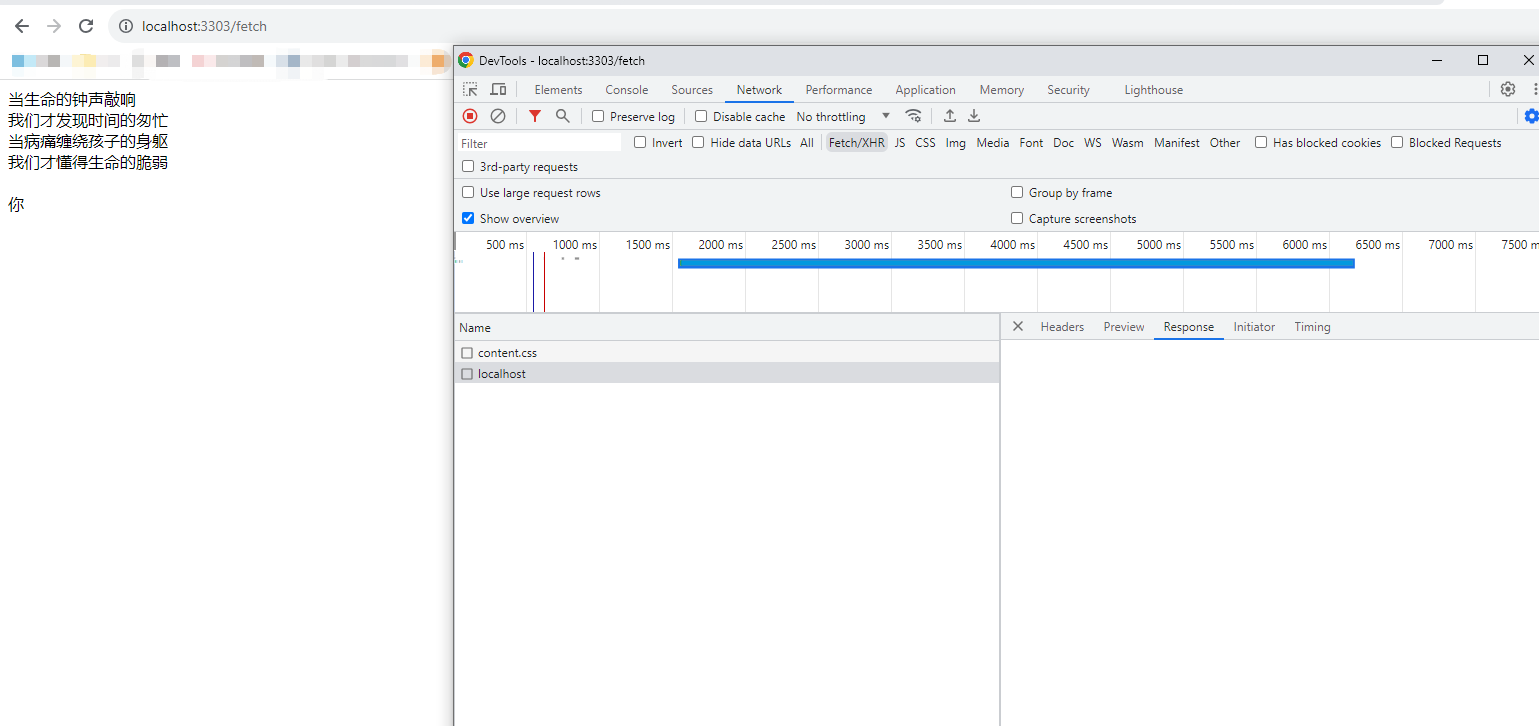 localhost:3303/fetch
当生命的钟声敲响
我们才发现时间的匆忙
当病痛缠绕孩子的身躯
我们才懂得生命的脆弱
你
DevTools - localhost:3303/fetch
Elements Console Sources Network Performance Application Memory Security Lighthouse
Preserve log Disable cache No throttling
Filter Invert Hide data URLs All Fetch/XHR JS CSS Img Media Font Doc WS Wasm Manifest Other Has blocked cookies Blocked Requests
3rd-party requests
Use large request rows Group by frame
Show overview Capture screenshots
500 ms 1000 ms 1500 ms 2000 ms 2500 ms 3000 ms 3500 ms 4000 ms 4500 ms 5000 ms 5500 ms 6000 ms 6500 ms 7000 ms 7500 m
Name
Headers Preview Response Initiator Timing
content.css
localhost